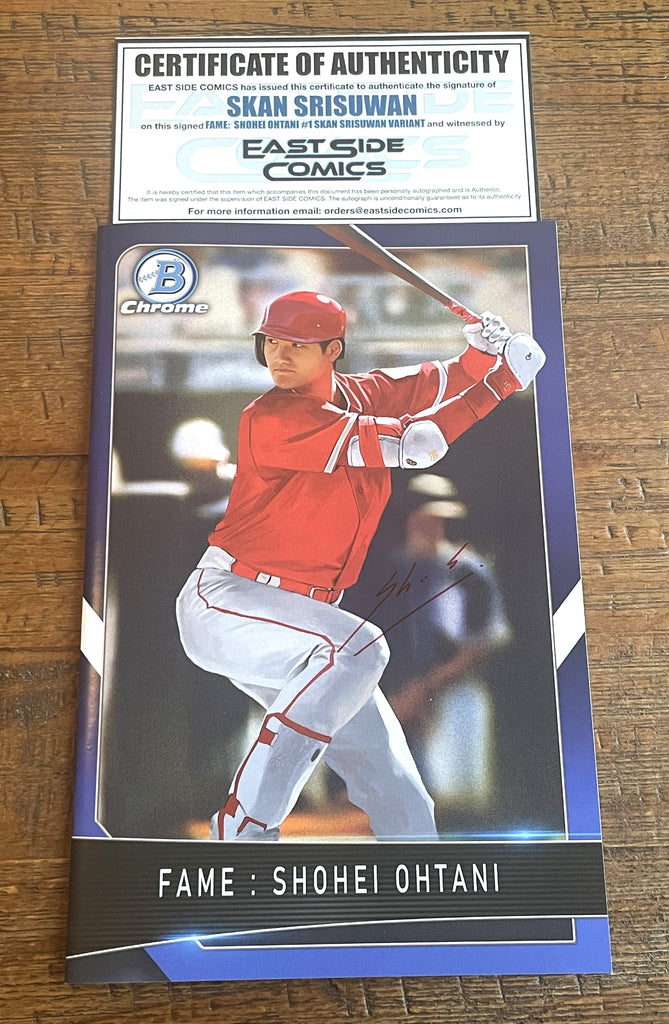 CERTIFICATE OF AUTHENTICITY
EAST SIDE COMICS has issued this certificate to authenticate the signature of
SKAN SRISUWAN
on this signed FAME: SHOHEI OHTANI #1 SKAN SRISUWAN VARIANT and witnessed by
EAST SIDE
COMICS
It is hereby certified that this item which accompanies this document has been personally autographed and is Authentic.
The item was signed under the supervision of EAST SIDE COMICS. The autograph is unconditionally guaranteed as to its authenticity
For more information email: orders@eastsidecomics.com
B
Chrome
FAME : SHOHEI OHTANI